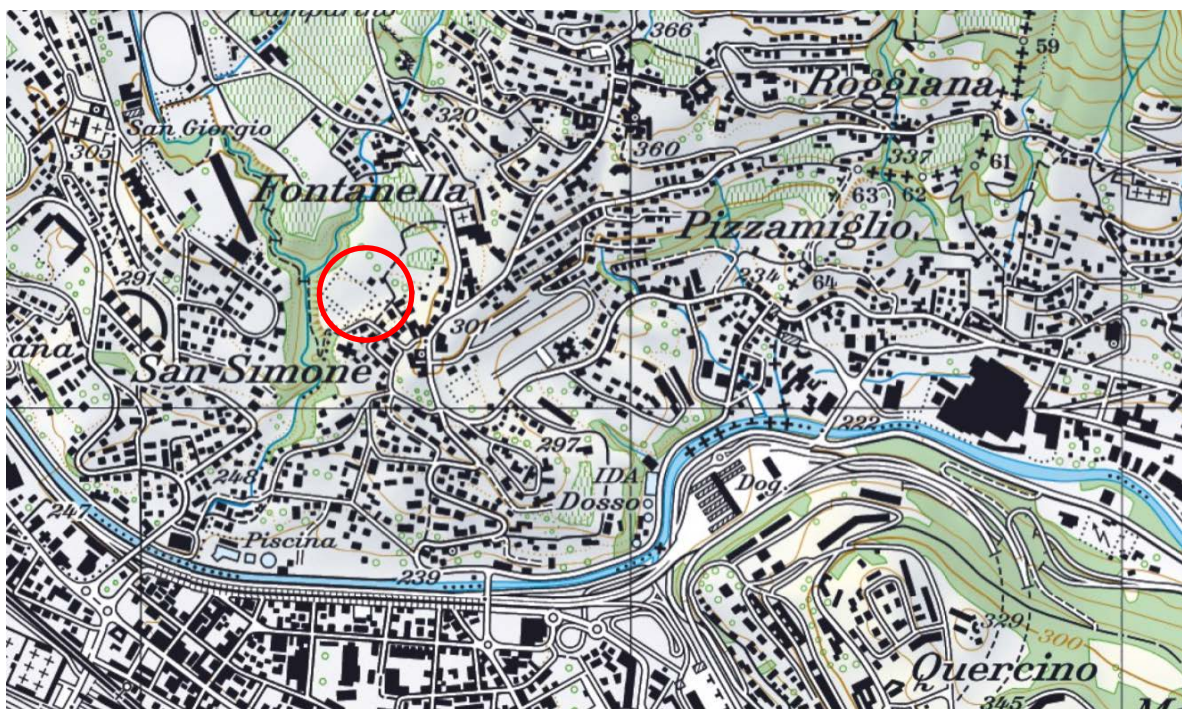 366
59
Roggiana
320
San Giorgio
305
360
337
61
Fontanella
63
62
Pizzamiglio
291
234
64
301
ana
San Simone
222
297
IDA
248
Dog.
Dosso
247
Piscina
239
329
300
Quercino
345